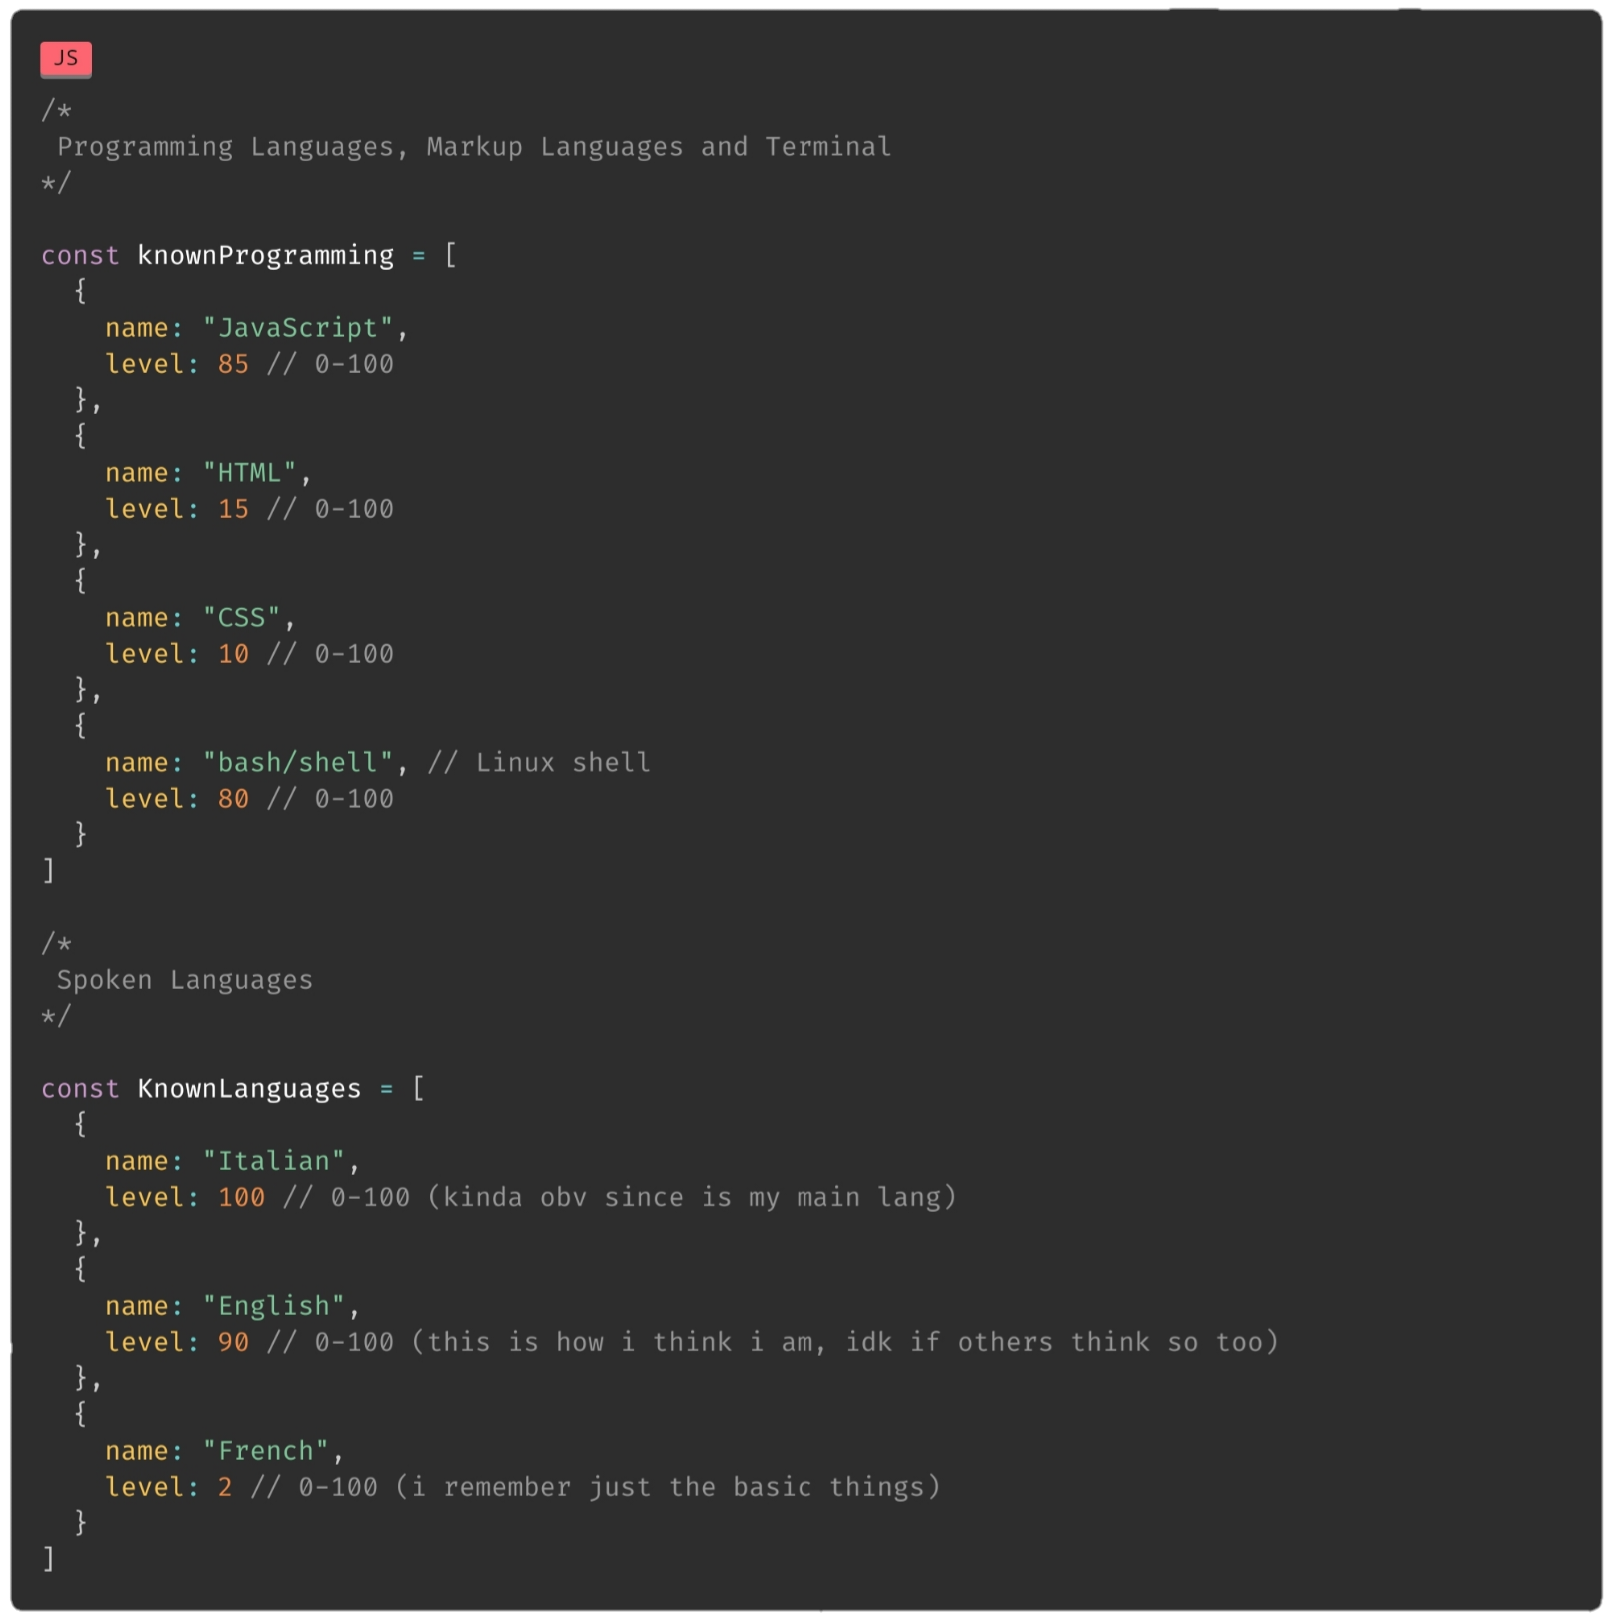 JS
/*
 Programming Languages, Markup Languages and Terminal
*/

const knownProgramming = [
  {
    name: "JavaScript",
    level: 85 // 0-100
  },
  {
    name: "HTML",
    level: 15 // 0-100
  },
  {
    name: "CSS",
    level: 10 // 0-100
  },
  {
    name: "bash/shell", // Linux shell
    level: 80 // 0-100
  }
]

/*
 Spoken Languages
*/

const KnownLanguages = [
  {
    name: "Italian",
    level: 100 // 0-100 (kinda obv since is my main lang)
  },
  {
    name: "English",
    level: 90 // 0-100 (this is how i think i am, idk if others think so too)
  },
  {
    name: "French",
    level: 2 // 0-100 (i remember just the basic things)
  }
]